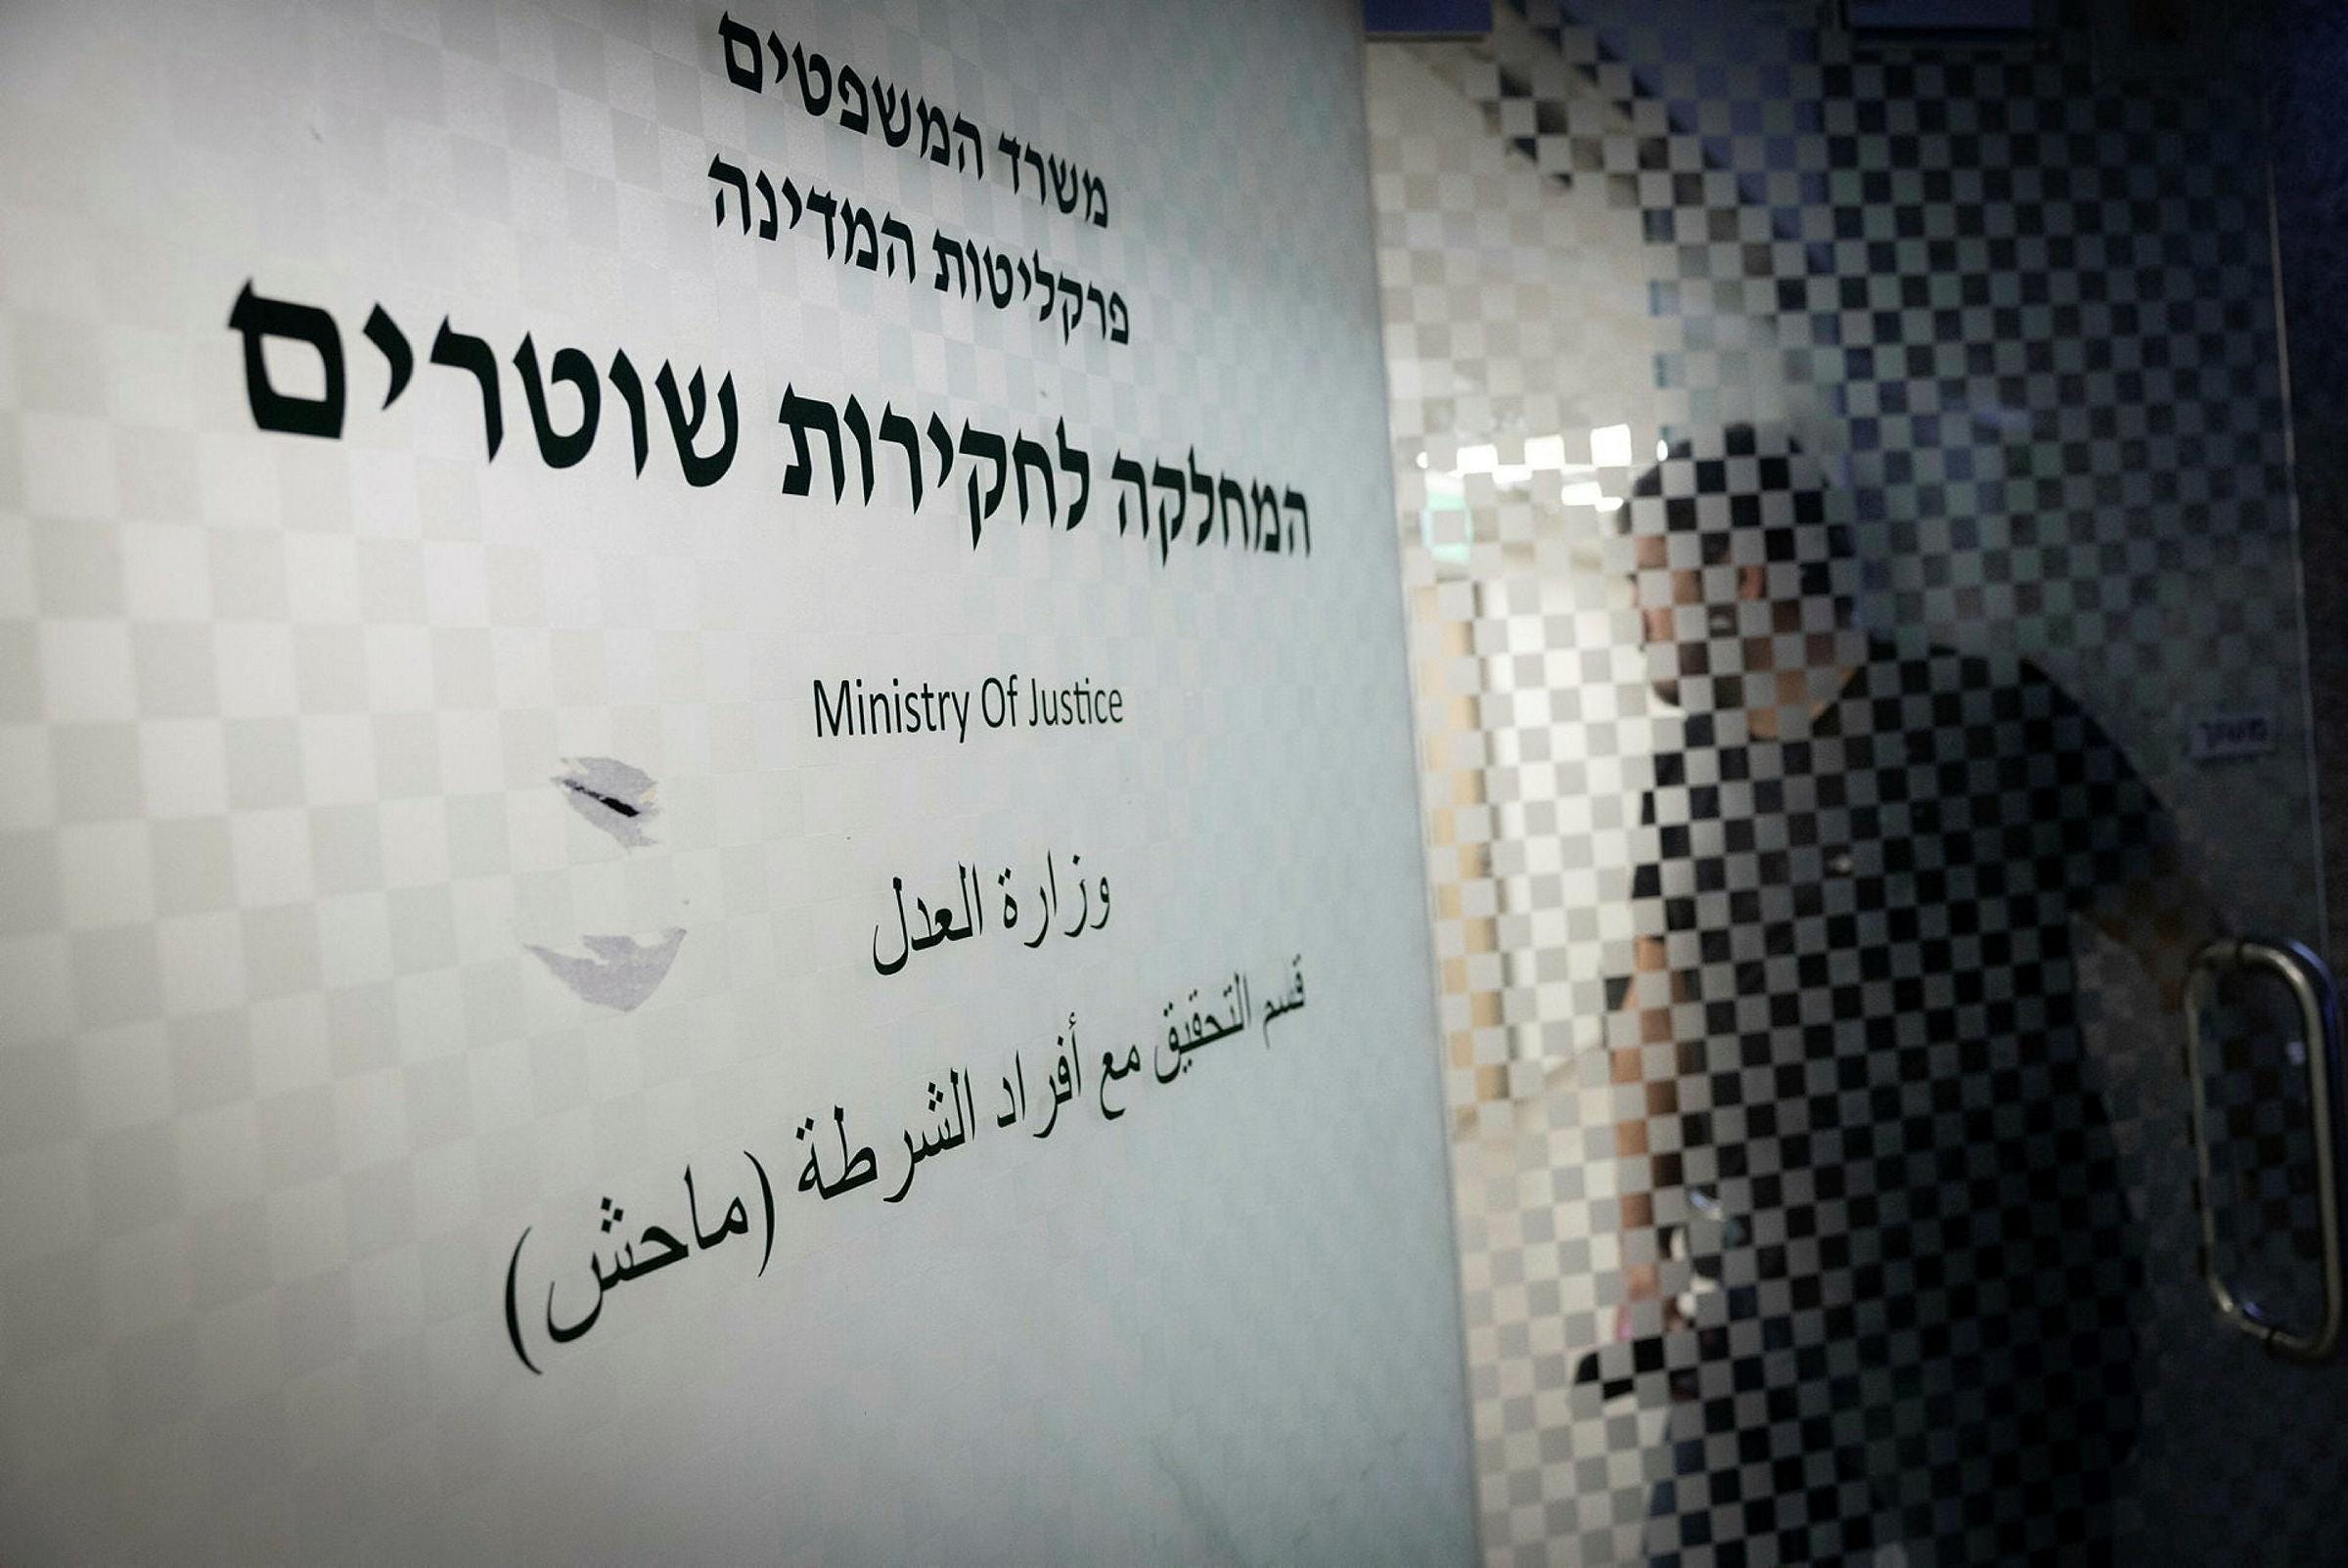 משרד המשפטים
פרקליטות המדינה
המחלקה לחקירות שוטרים
Ministry Of Justice
وزارة العدل
قسم التحقيق مع أفراد الشرطة (ماحش)